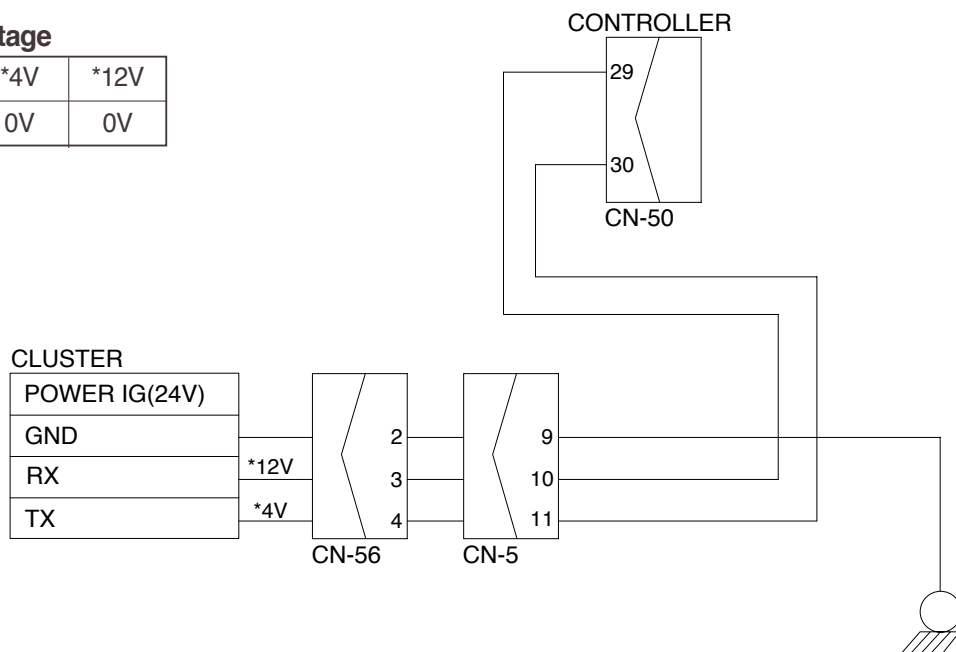 CONTROLLER
*4V *12V
0V 0V
29
30
CN-50
CLUSTER
POWER IG(24V)
GND 2 9
RX *12V 3 10
TX *4V 4 11
CN-56 CN-5